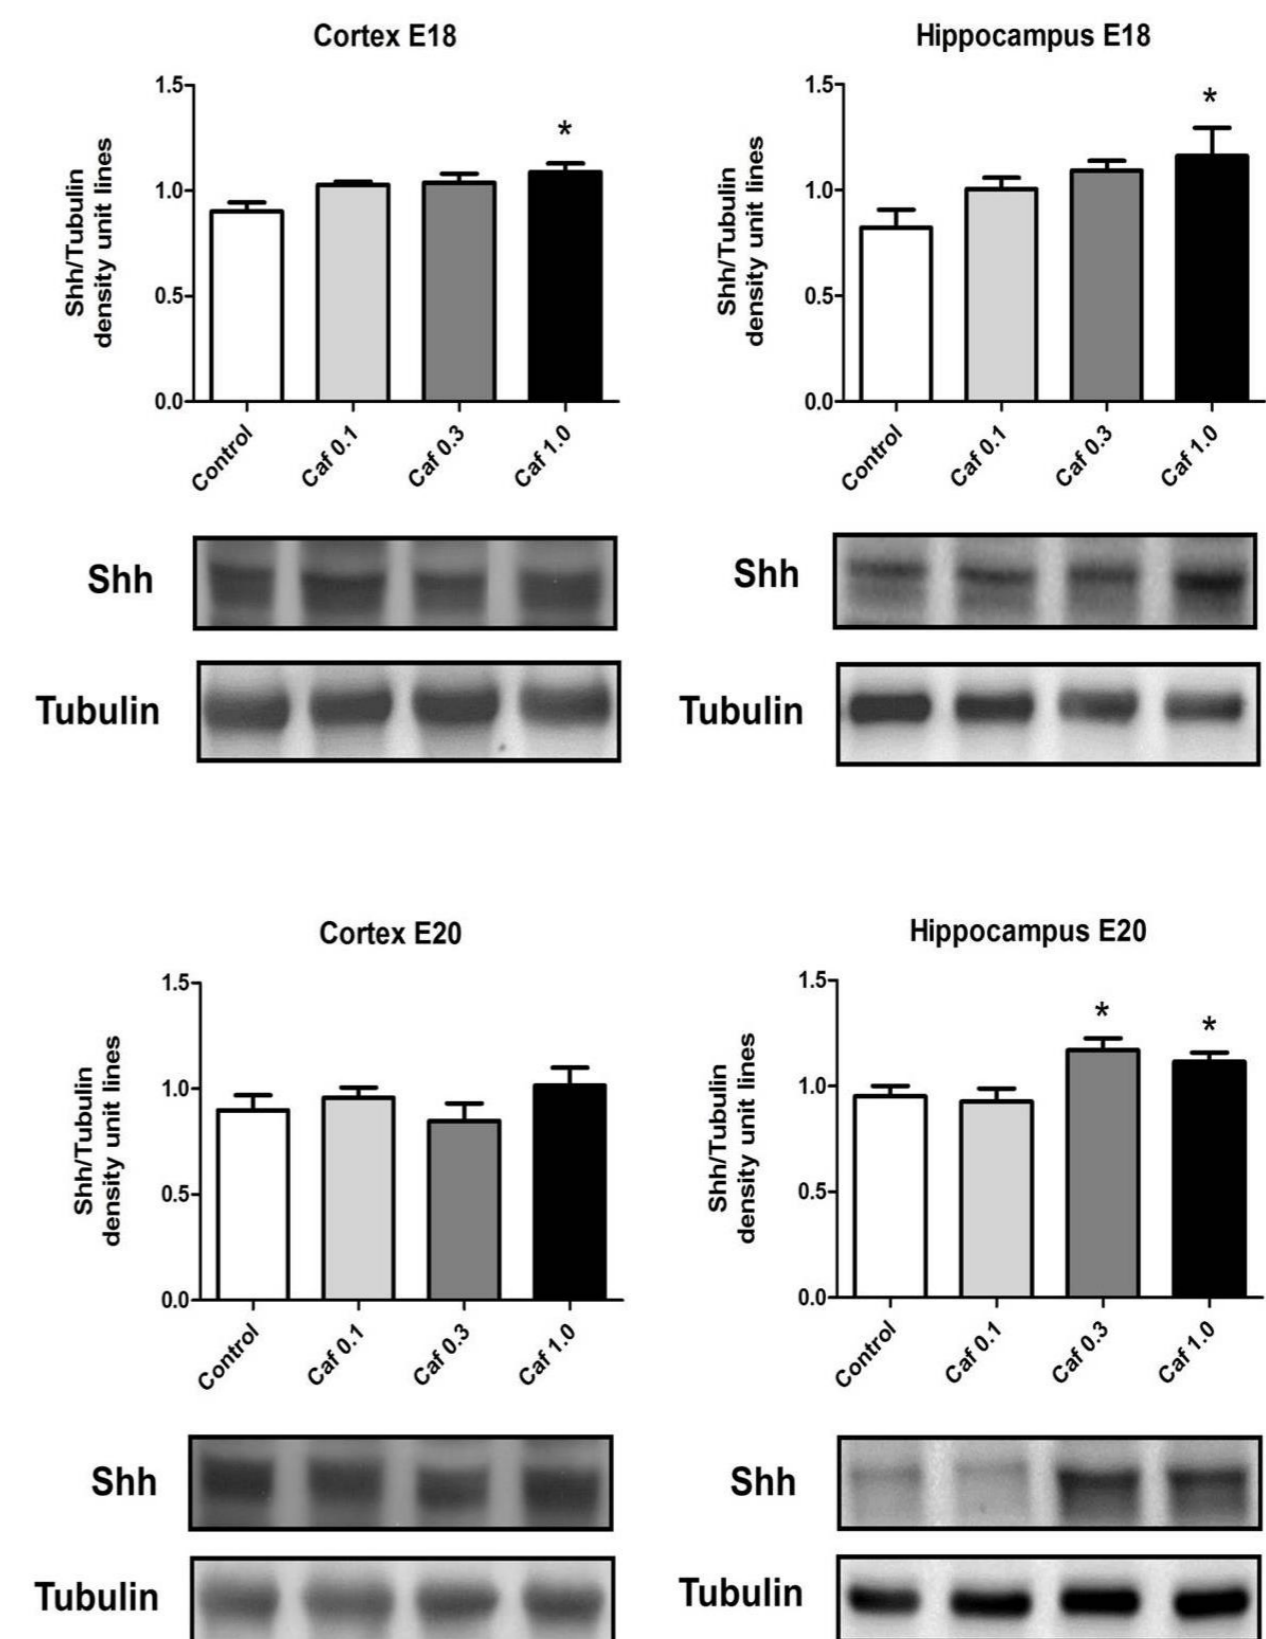 Cortex E18
1.5
1.0
0.5
0.0
Shh/Tubulin
density unit lines
*
Control
Caf 0.1
Caf 0.3
Caf 1.0
Shh
Tubulin
Hippocampus E18
1.5
1.0
0.5
0.0
Shh/Tubulin
density unit lines
*
Control
Caf 0.1
Caf 0.3
Caf 1.0
Shh
Tubulin
Cortex E20
1.5
1.0
0.5
0.0
Shh/Tubulin
density unit lines
Control
Caf 0.1
Caf 0.3
Caf 1.0
Shh
Tubulin
Hippocampus E20
1.5
1.0
0.5
0.0
Shh/Tubulin
density unit lines
*
*
Control
Caf 0.1
Caf 0.3
Caf 1.0
Shh
Tubulin